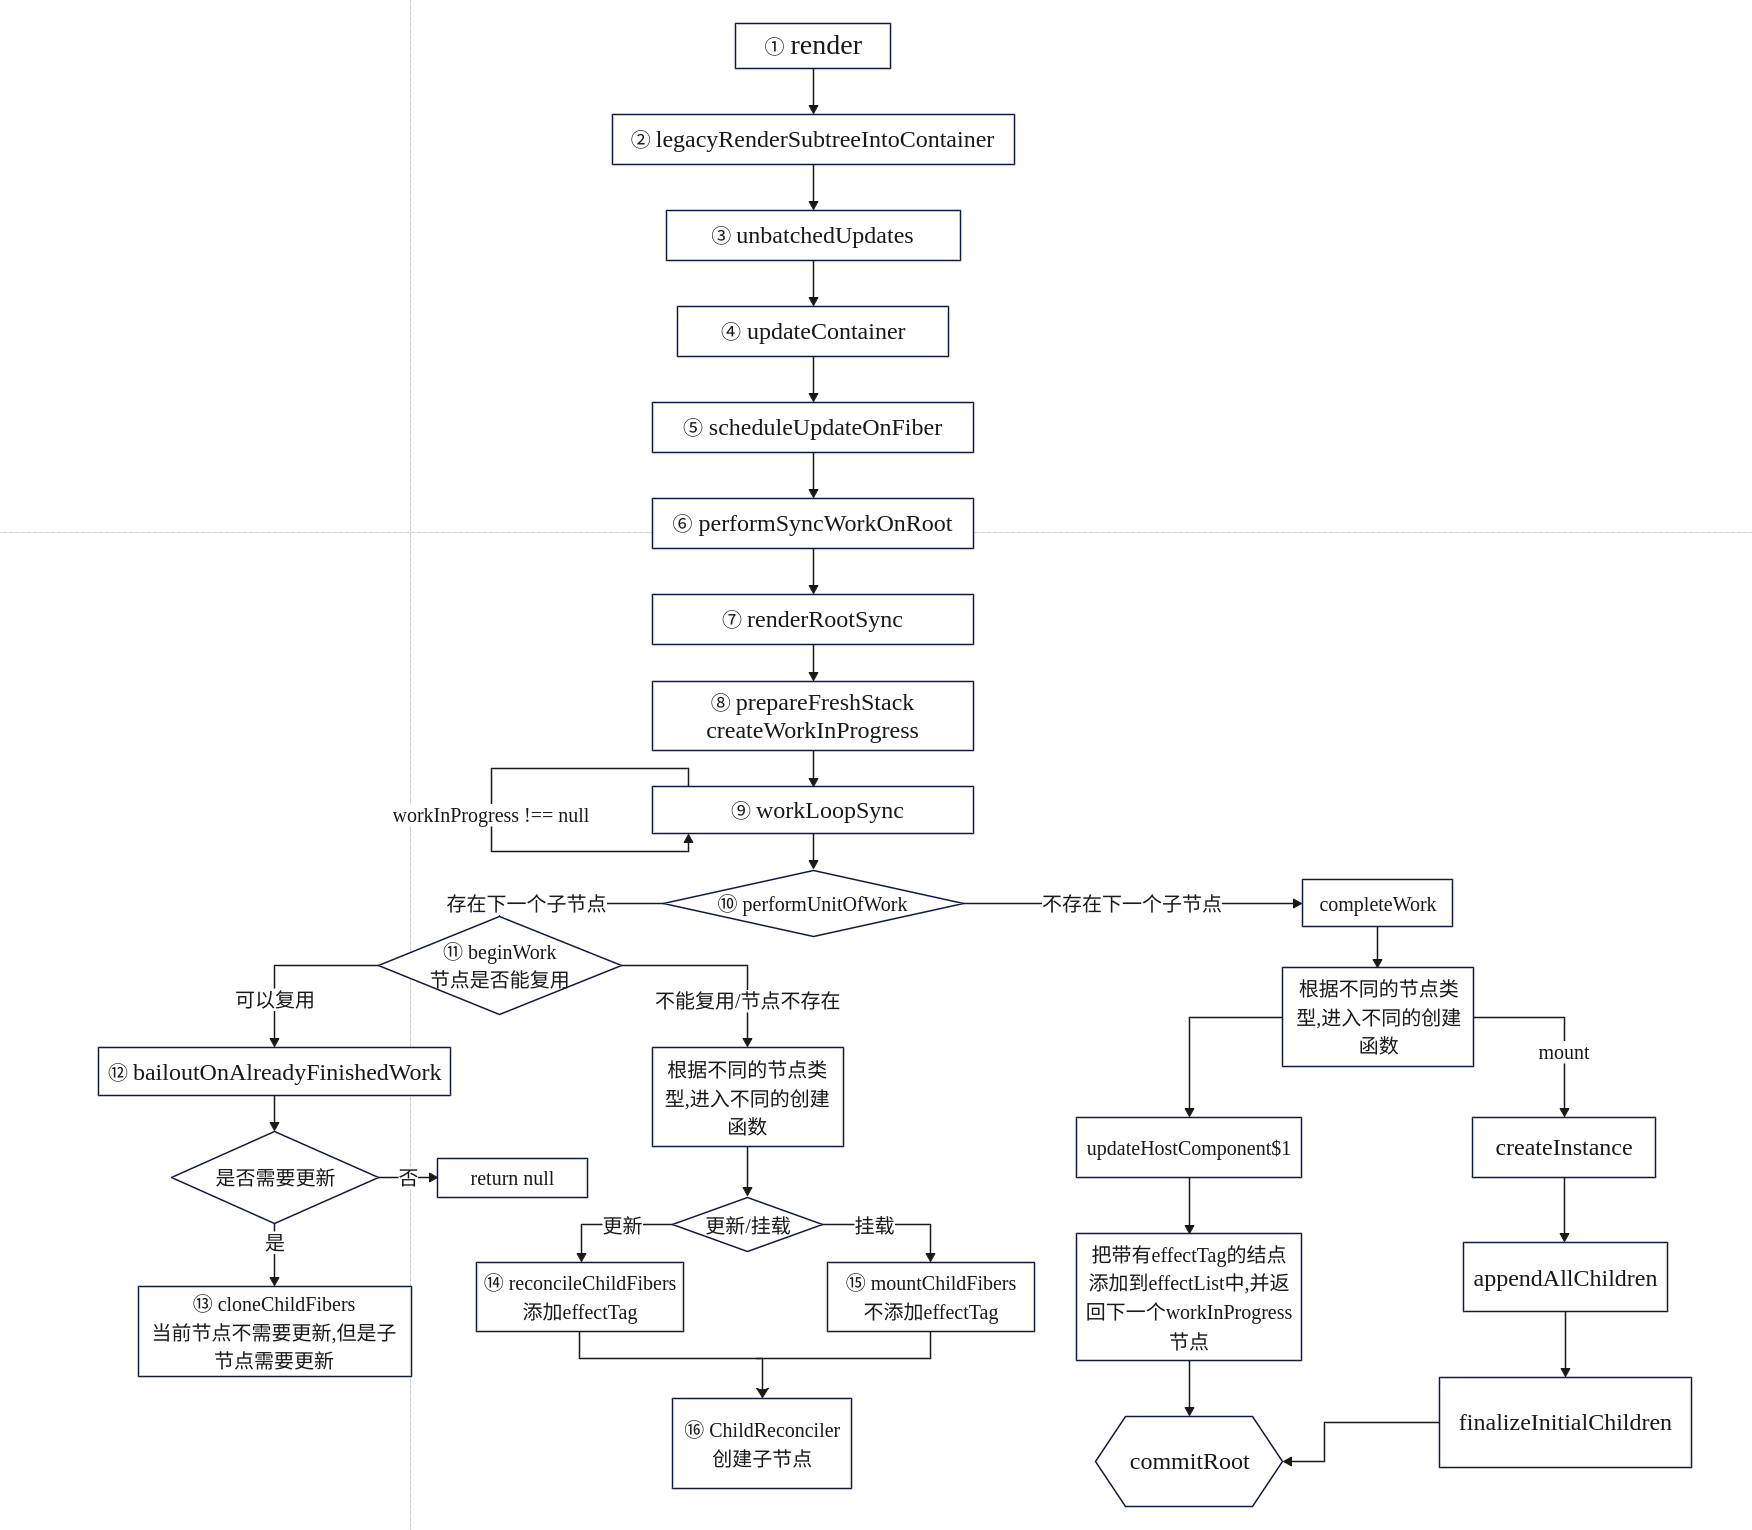 ① render
② legacyRenderSubtreeIntoContainer
③ unbatchedUpdates
④ updateContainer
⑤ scheduleUpdateOnFiber
⑥ performSyncWorkOnRoot
⑦ renderRootSync
⑧ prepareFreshStack
createWorkInProgress
⑨ workLoopSync
workInProgress !== null
⑩ performUnitOfWork
存在下一个子节点
不存在下一个子节点
completeWork
⑪ beginWork
节点是否能复用
可以复用
不能复用/节点不存在
⑫ bailoutOnAlreadyFinishedWork
是否需要更新
否
return null
是
⑬ cloneChildFibers
当前节点不需要更新,但是子
节点需要更新
根据不同的节点类
型,进入不同的创建
函数
更新/挂载
更新
挂载
⑭ reconcileChildFibers
添加effectTag
⑮ mountChildFibers
不添加effectTag
⑯ ChildReconciler
创建子节点
根据不同的节点类
型,进入不同的创建
函数
mount
updateHostComponent$1
把带有effectTag的结点
添加到effectList中,并返
回下一个workInProgress
节点
createInstance
appendAllChildren
finalizeInitialChildren
commitRoot